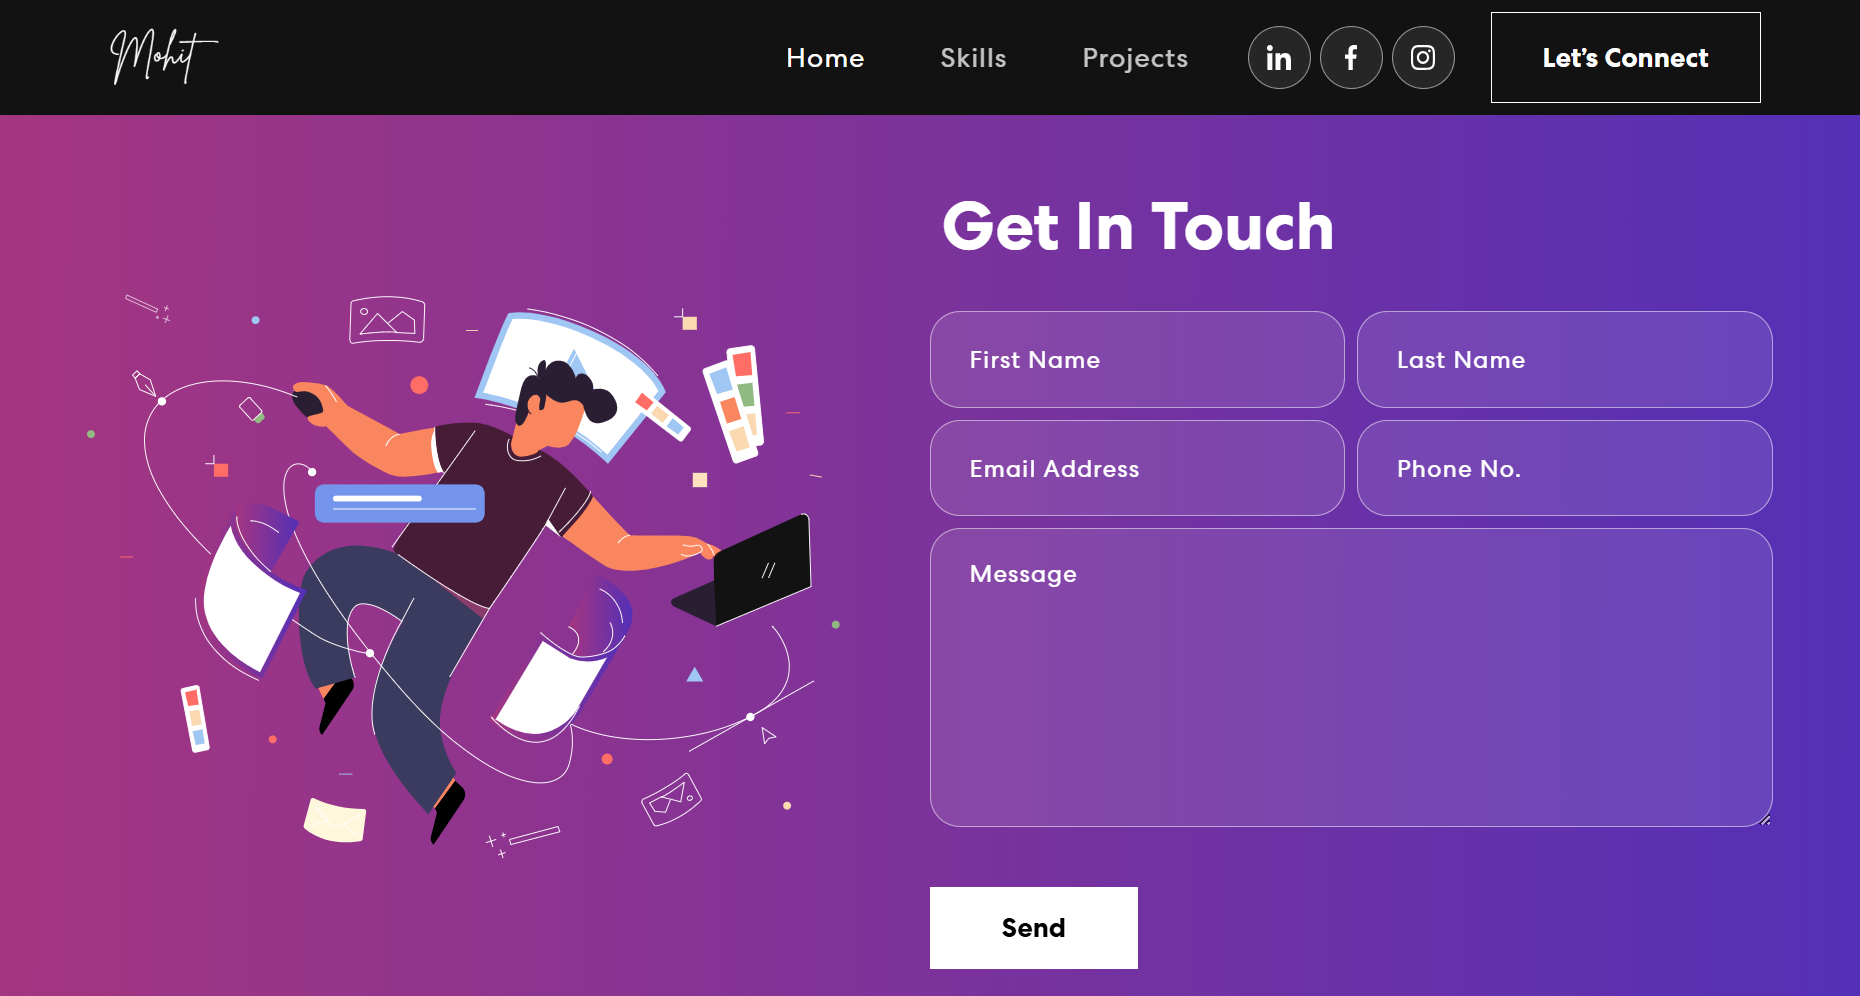 Mohit Home Skills Projects Let's Connect
Get In Touch
First Name Last Name
Email Address Phone No.
Message
Send